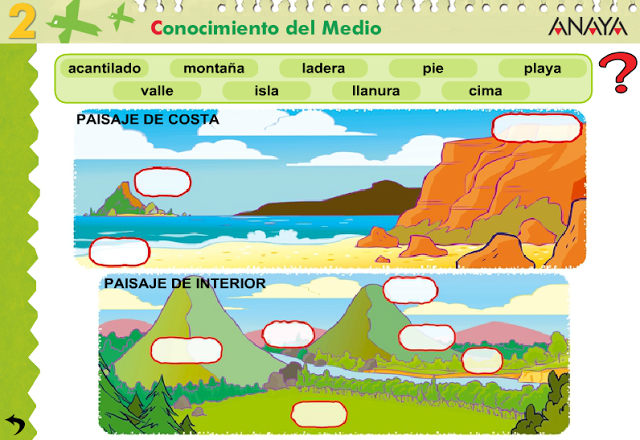 2 Conocimiento del Medio ANAYA
acantilado montaña ladera pie playa
valle isla llanura cima
?
PAISAJE DE COSTA
PAISAJE DE INTERIOR